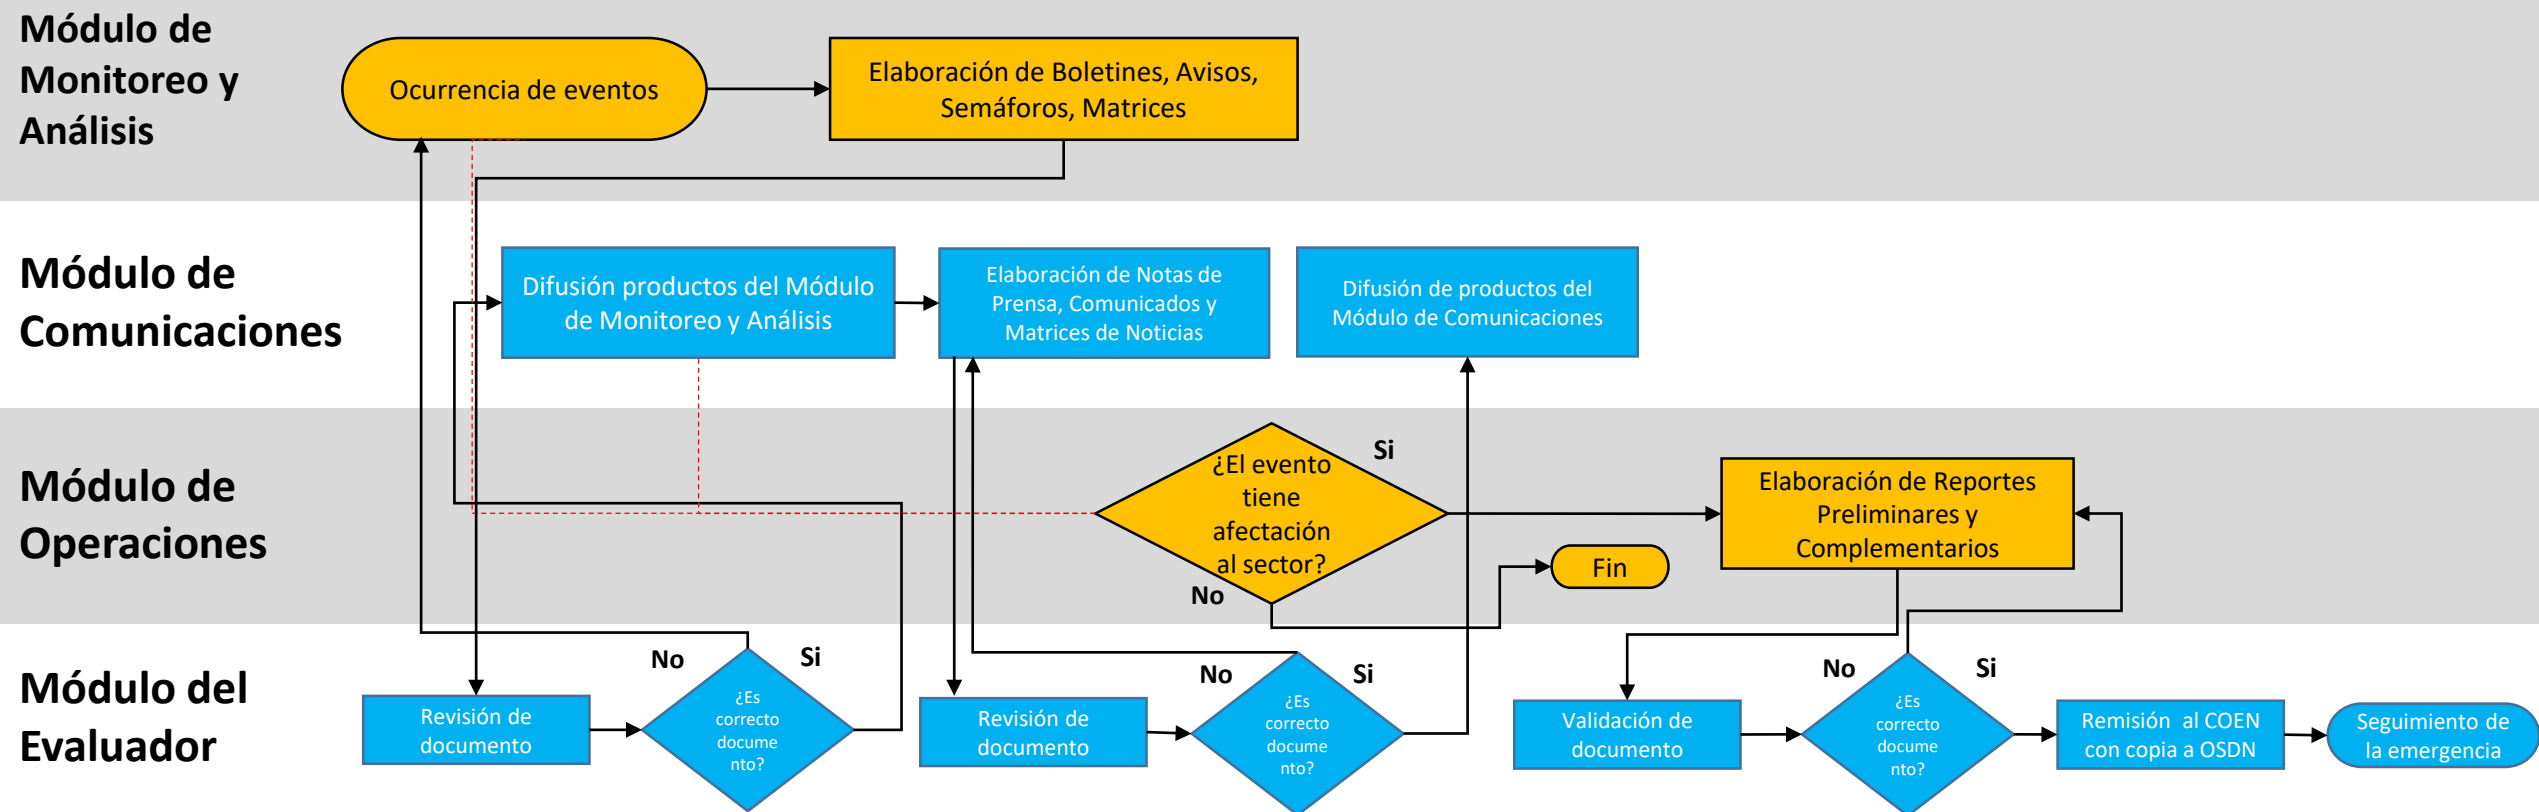 Módulo de
Monitoreo y
Análisis
Ocurrencia de eventos
Elaboración de Boletines, Avisos,
Semáforos, Matrices
Módulo de
Comunicaciones
Difusión productos del Módulo
de Monitoreo y Análisis
Elaboración de Notas de
Prensa, Comunicados y
Matrices de Noticias
Difusión de productos del
Módulo de Comunicaciones
Módulo de
Operaciones
¿El evento
tiene
afectación
al sector?
Si
No
Fin
Elaboración de Reportes
Preliminares y
Complementarios
Módulo del
Evaluador
Revisión de
documento
No
Si
¿Es
correcto
docume
nto?
Revisión de
documento
No
Si
¿Es
correcto
docume
nto?
Validación de
documento
No
Si
¿Es
correcto
docume
nto?
Remisión al COEN
con copia a OSDN
Seguimiento de
la emergencia